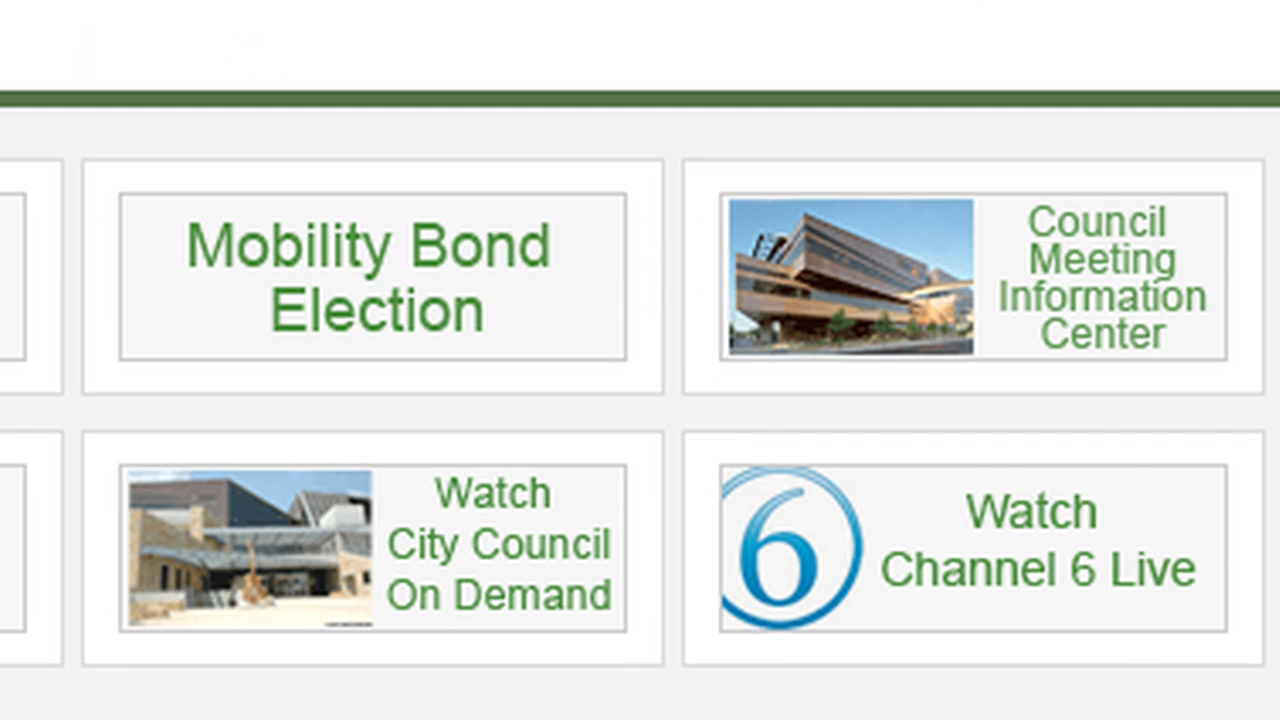 Mobility Bond
Election
Council
Meeting
Information
Center
Watch
City Council
On Demand
6
Watch
Channel 6 Live